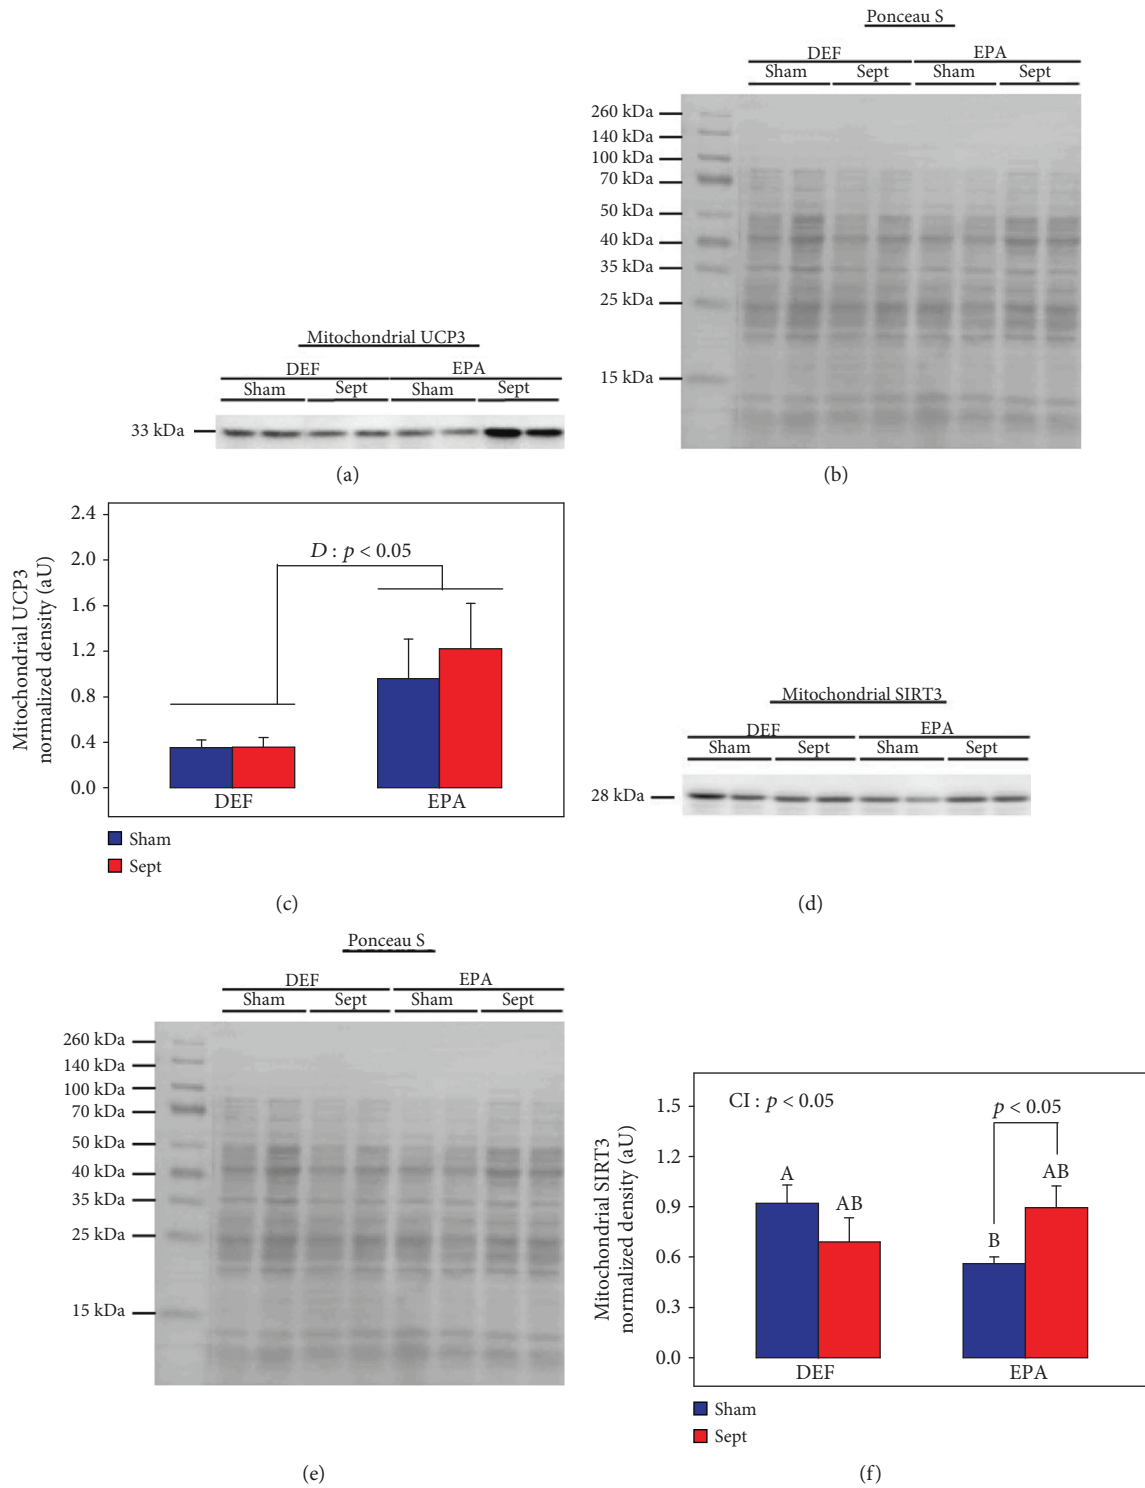 Ponceau S
DEF EPA
Sham Sept Sham Sept
260 kDa
140 kDa
100 kDa
70 kDa
50 kDa
40 kDa
35 kDa
25 kDa
15 kDa
(b)
Mitochondrial UCP3
DEF EPA
Sham Sept Sham Sept
33 kDa
(a)
Mitochondrial UCP3
normalized density (aU)
2.4
2.0
1.6
1.2
0.8
0.4
0.0
D : p < 0.05
DEF EPA
Sham
Sept
(c)
Mitochondrial SIRT3
DEF EPA
Sham Sept Sham Sept
28 kDa
(d)
Ponceau S
DEF EPA
Sham Sept Sham Sept
260 kDa
140 kDa
100 kDa
70 kDa
50 kDa
40 kDa
35 kDa
25 kDa
15 kDa
(e)
Mitochondrial SIRT3
normalized density (aU)
1.5
1.2
0.9
0.6
0.3
0.0
CI : p < 0.05
p < 0.05
A
AB
B
AB
DEF EPA
Sham
Sept
(f)